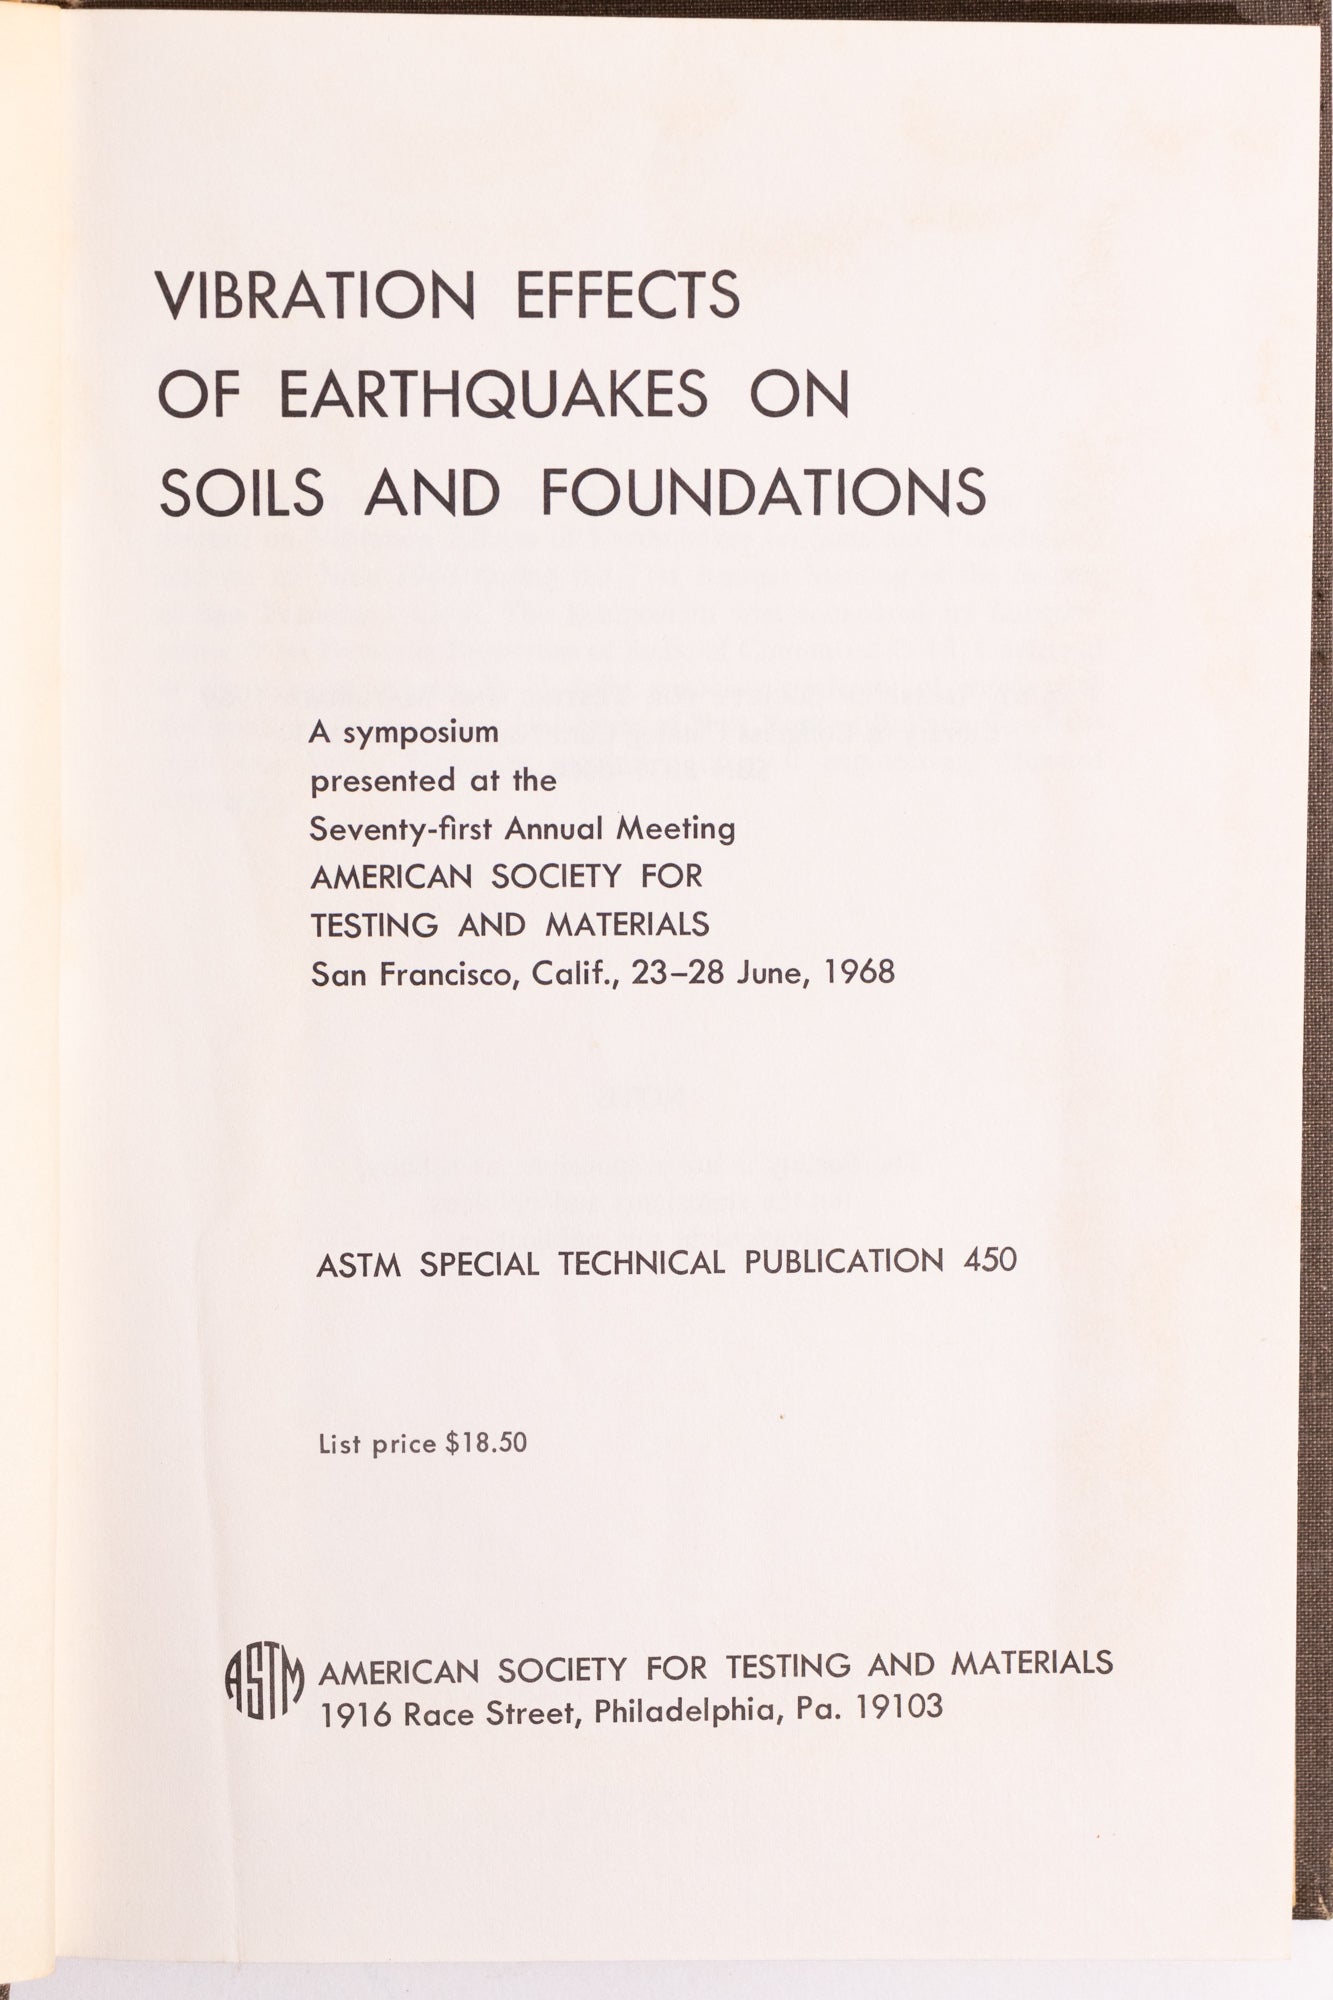 VIBRATION EFFECTS
OF EARTHQUAKES ON
SOILS AND FOUNDATIONS
A symposium
presented at the
Seventy-first Annual Meeting
AMERICAN SOCIETY FOR
TESTING AND MATERIALS
San Francisco, Calif., 23–28 June, 1968
ASTM SPECIAL TECHNICAL PUBLICATION 450
List price $18.50
ASTM AMERICAN SOCIETY FOR TESTING AND MATERIALS
1916 Race Street, Philadelphia, Pa. 19103